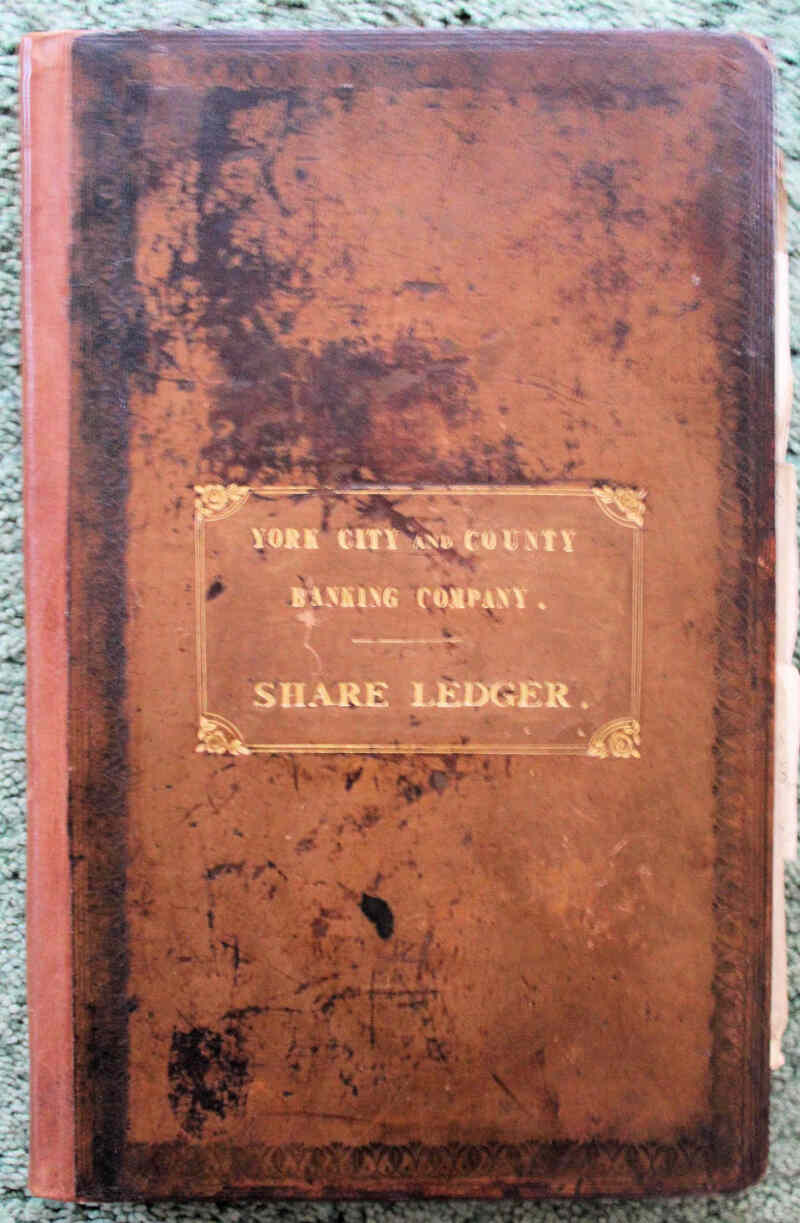 YORK CITY AND COUNTY
BANKING COMPANY.
SHARE LEDGER.